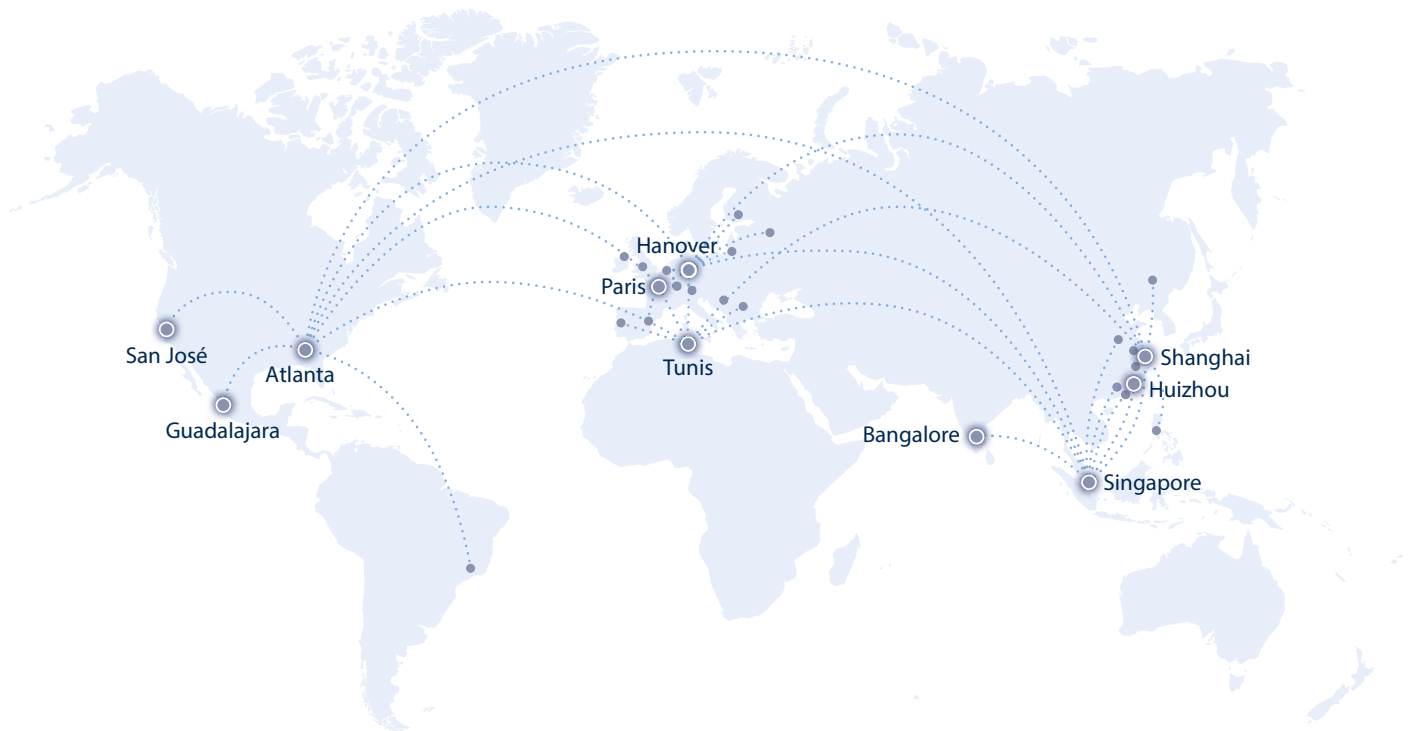 Hanover
Paris
San José
Shanghai
Tunis
Atlanta
Huizhou
Guadalajara
Bangalore
Singapore